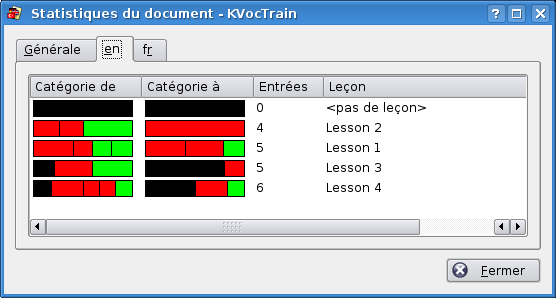 Statistiques du document - KVocTrain
Générale en fr
Catégorie de Catégorie à Entrées Leçon
0 <pas de leçon>
4 Lesson 2
5 Lesson 1
5 Lesson 3
6 Lesson 4
Fermer